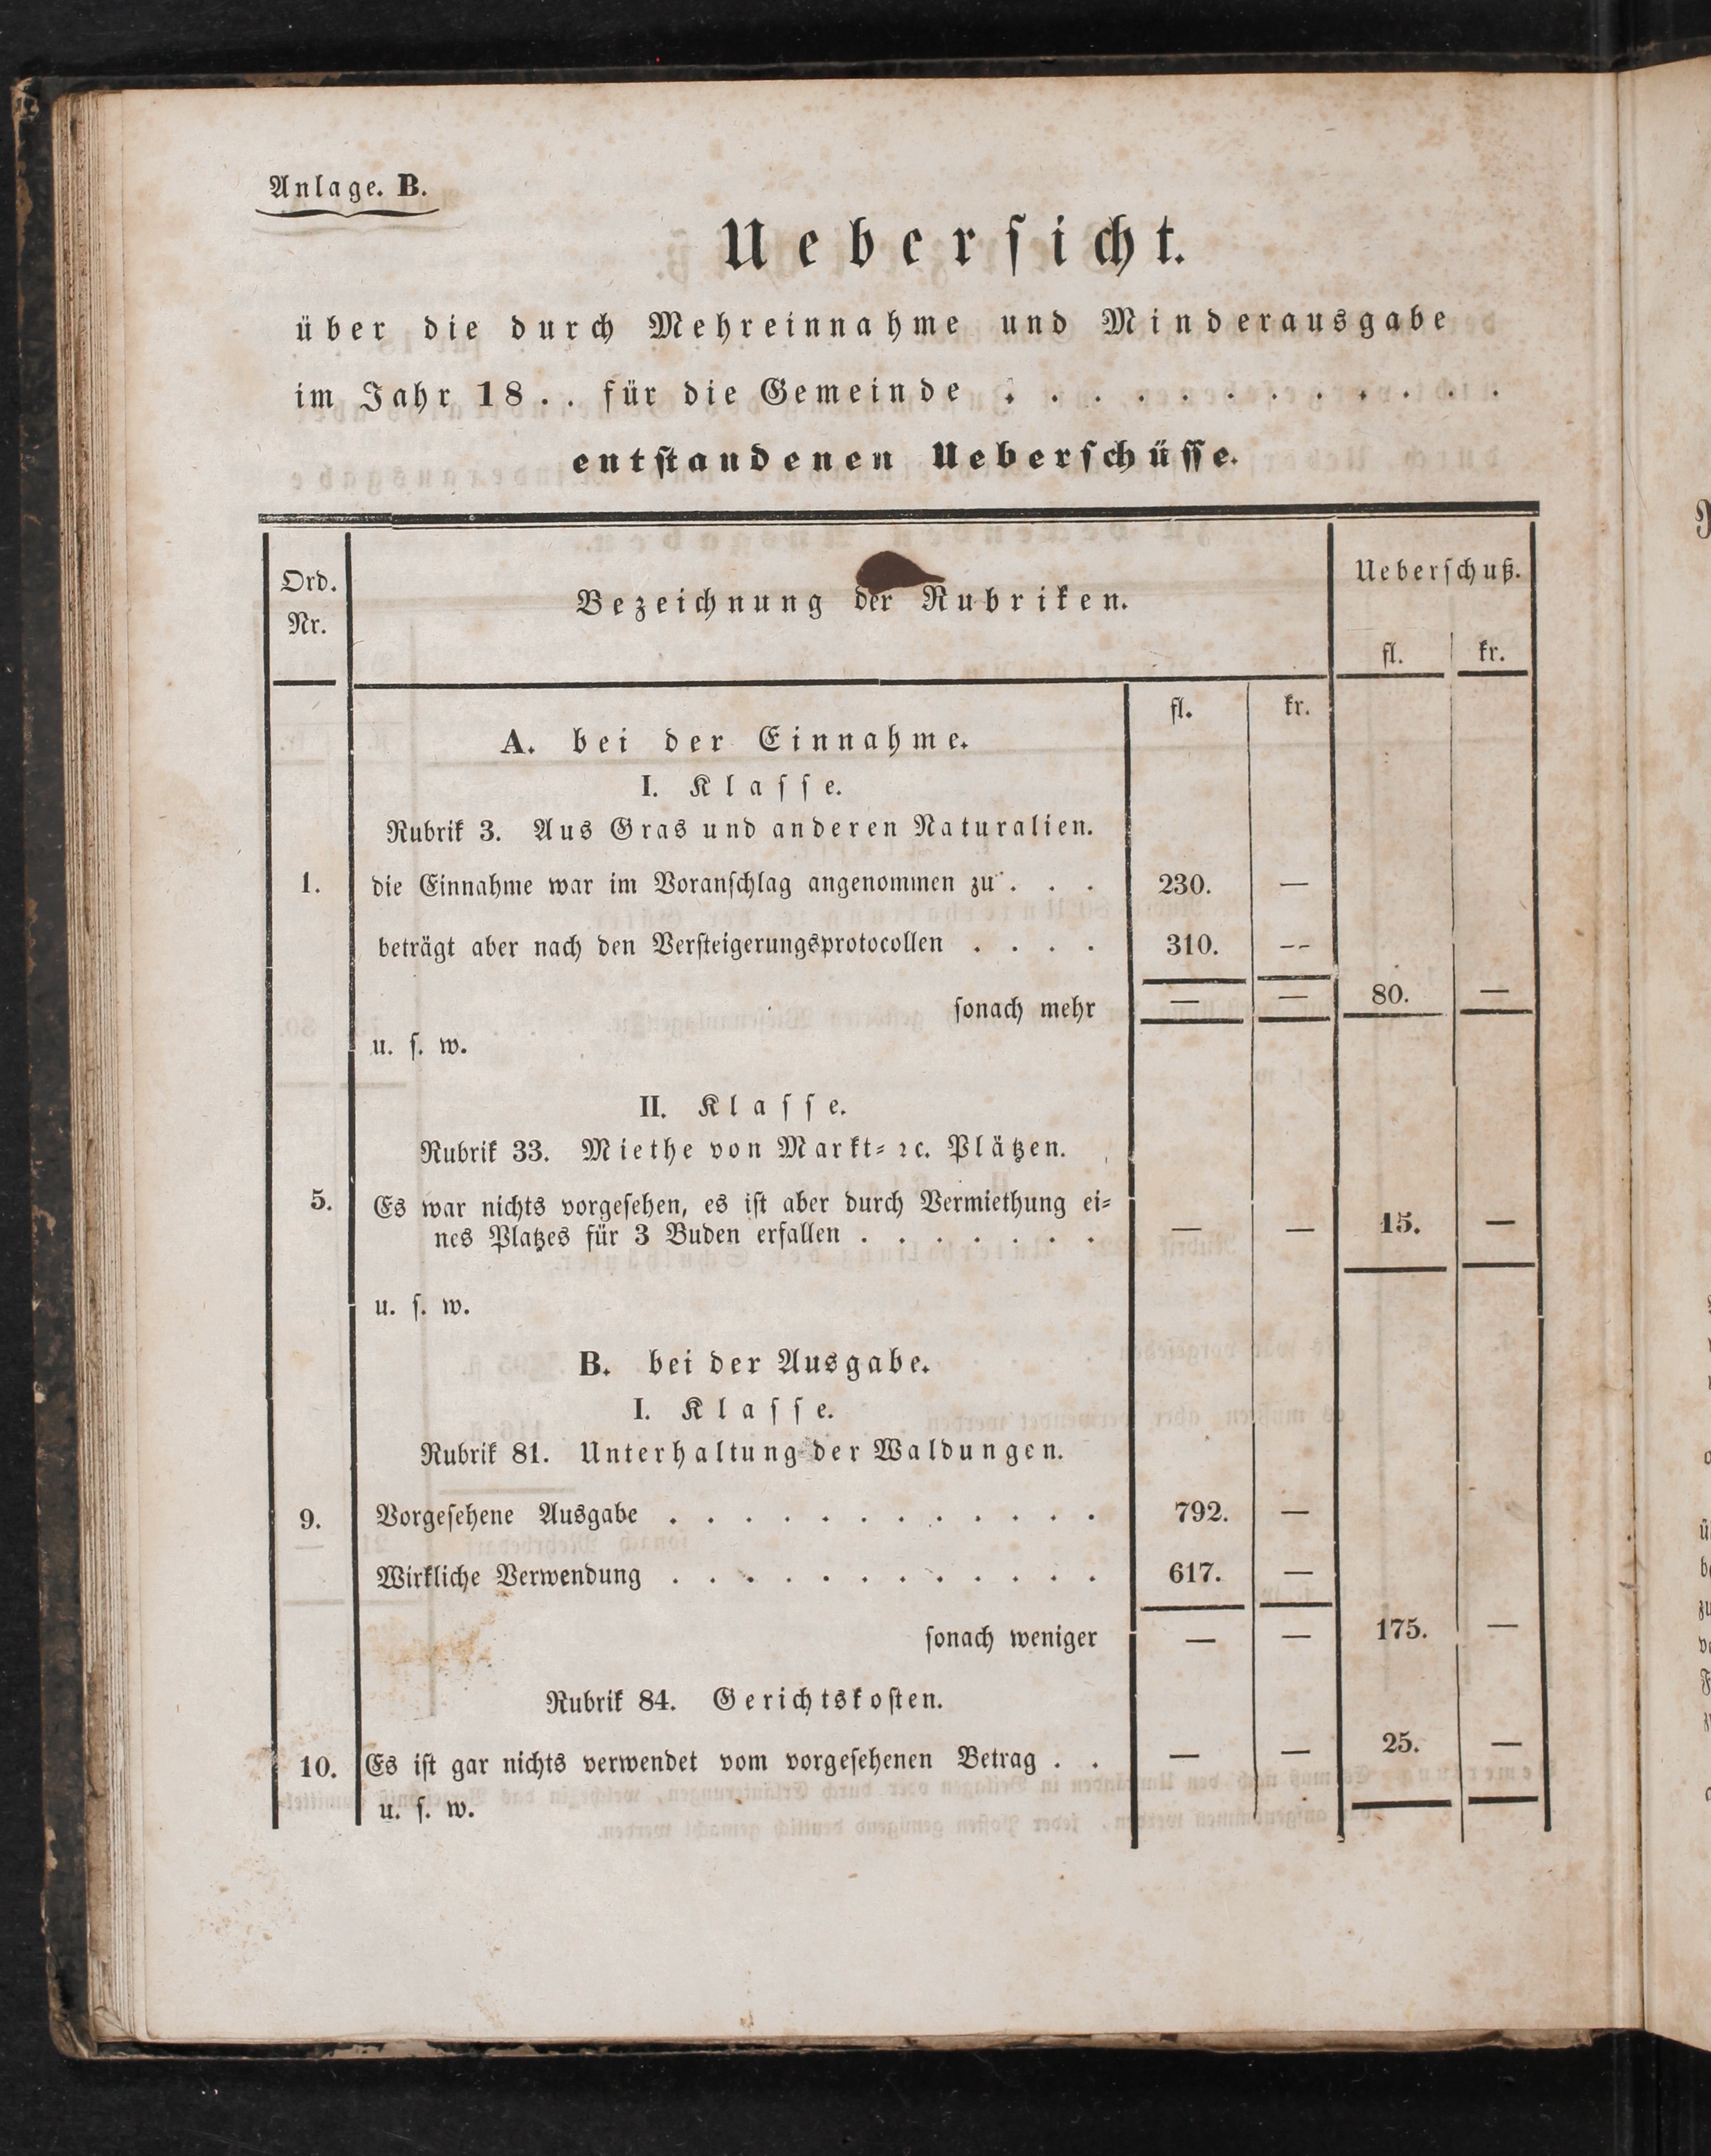 Anlage. B.
Ueberſicht.
über die durch Mehreinnahme und Minderausgabe
im Jahr 18.. für die Gemeinde . . . . . . . . . . . . . .
entſtandenen Ueberſchüſſe.
Ord. Nr.
Bezeichnung der Rubriken.
Ueberſchuß.
fl. kr.
fl. kr.
A. bei der Einnahme.
I. Klaſſe.
Rubrik 3. Aus Gras und anderen Naturalien.
1. die Einnahme war im Voranſchlag angenommen zu . . . 230. —
beträgt aber nach den Verſteigerungsprotocollen . . . . 310. --
ſonach mehr — — 80. —
u. ſ. w.
II. Klaſſe.
Rubrik 33. Miethe von Markt= ꝛc. Plätzen.
5. Es war nichts vorgeſehen, es iſt aber durch Vermiethung ei=
nes Platzes für 3 Buden erfallen . . . . . . . — — 15. —
u. ſ. w.
B. bei der Ausgabe.
I. Klaſſe.
Rubrik 81. Unterhaltung der Waldungen.
9. Vorgeſehene Ausgabe . . . . . . . . . . . . 792. —
Wirkliche Verwendung . . . . . . . . . . . . 617. —
ſonach weniger — — 175. —
Rubrik 84. Gerichtskoſten.
10. Es iſt gar nichts verwendet vom vorgeſehenen Betrag . . — — 25. —
u. ſ. w.